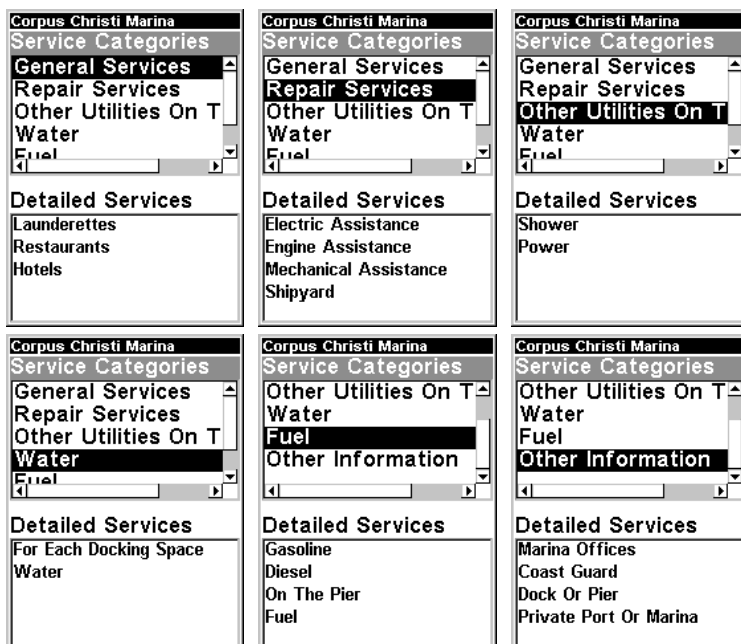 Corpus Christi Marina
Service Categories
General Services
Repair Services
Other Utilities On T
Water
Fuel
Detailed Services
Launderettes
Restaurants
Hotels
Corpus Christi Marina
Service Categories
General Services
Repair Services
Other Utilities On T
Water
Fuel
Detailed Services
Electric Assistance
Engine Assistance
Mechanical Assistance
Shipyard
Corpus Christi Marina
Service Categories
General Services
Repair Services
Other Utilities On T
Water
Fuel
Detailed Services
Shower
Power
Corpus Christi Marina
Service Categories
General Services
Repair Services
Other Utilities On T
Water
Fuel
Detailed Services
For Each Docking Space
Water
Corpus Christi Marina
Service Categories
Other Utilities On T
Water
Fuel
Other Information
Detailed Services
Gasoline
Diesel
On The Pier
Fuel
Corpus Christi Marina
Service Categories
Other Utilities On T
Water
Fuel
Other Information
Detailed Services
Marina Offices
Coast Guard
Dock Or Pier
Private Port Or Marina